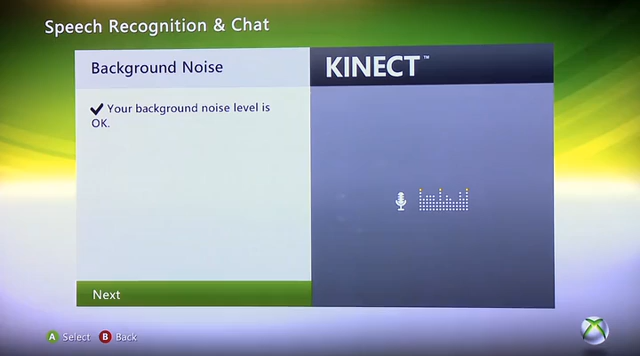 Speech Recognition & Chat
Background Noise
KINECT™
✔ Your background noise level is
OK.
Next
A Select B Back